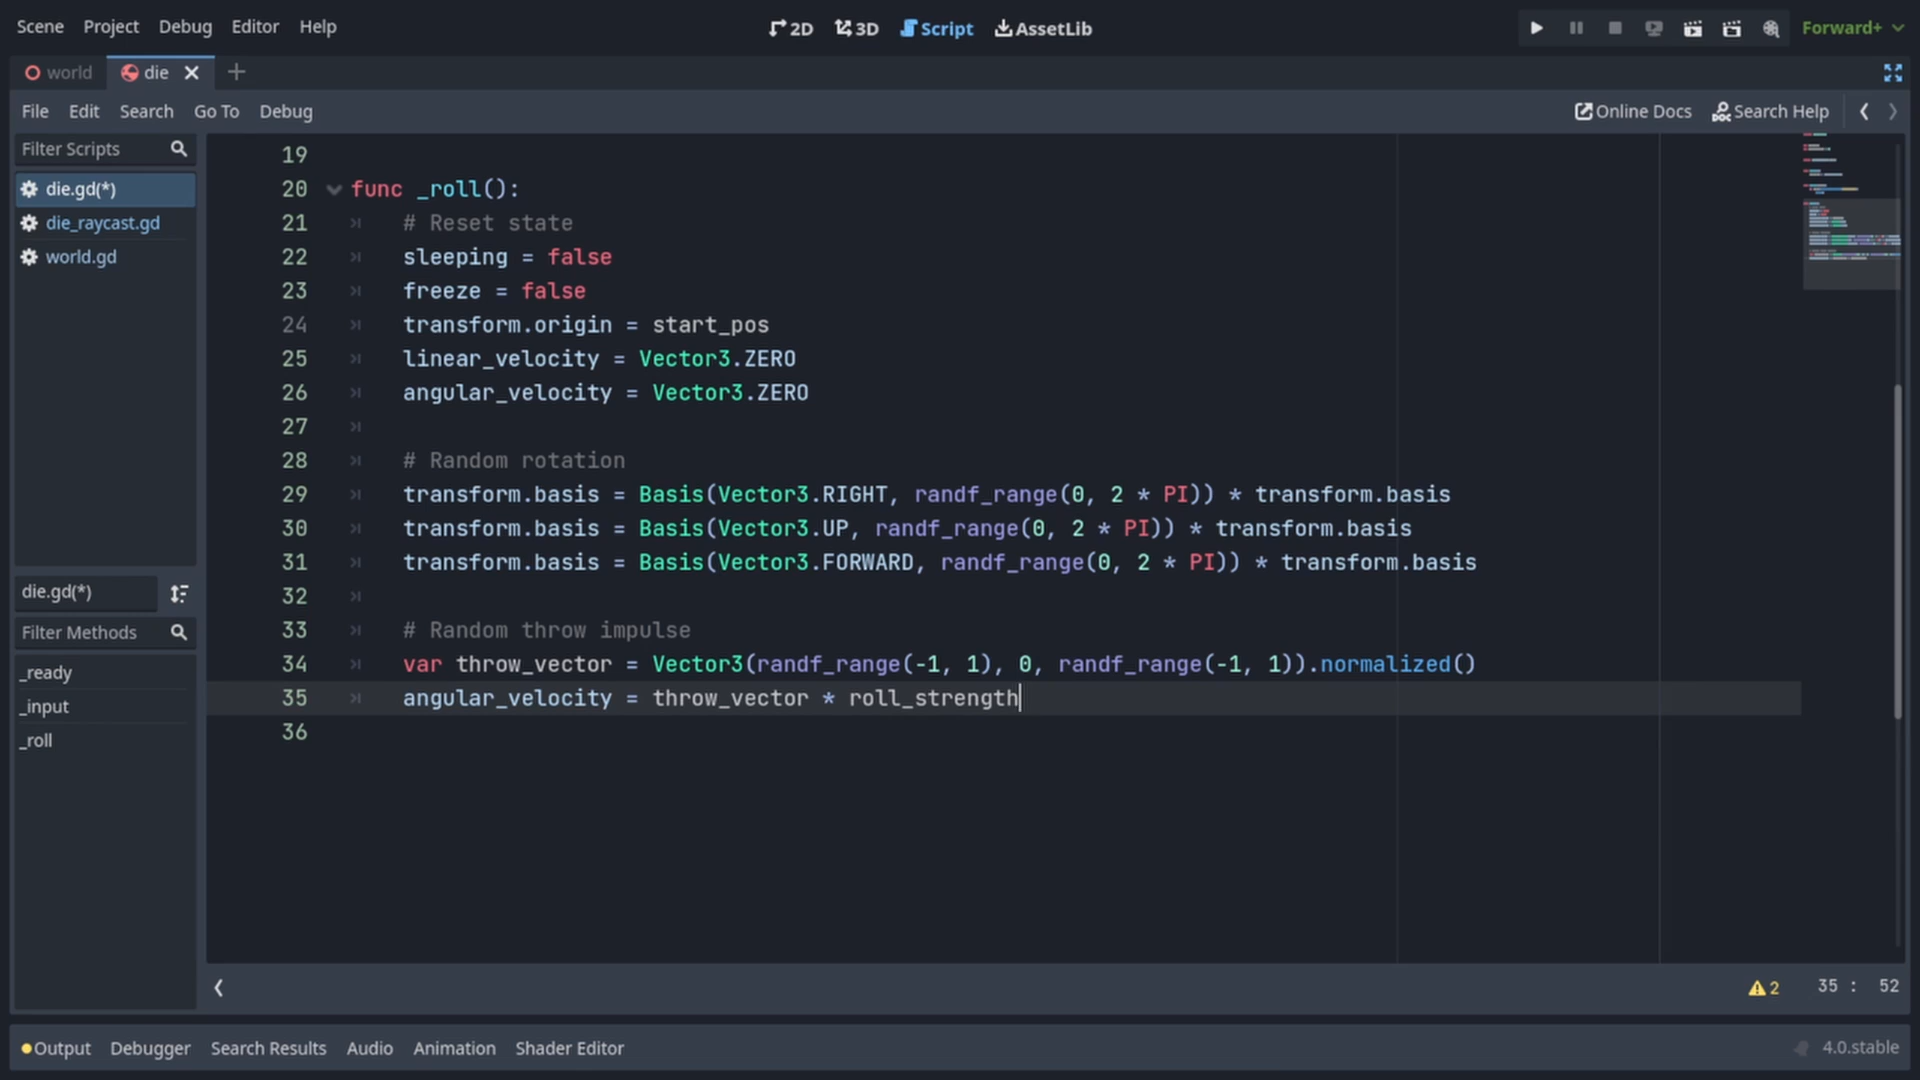 Scene Project Debug Editor Help 2D 3D Script AssetLib Forward+
world die
File Edit Search Go To Debug Online Docs Search Help
Filter Scripts
die.gd(*)
die_raycast.gd
world.gd
die.gd(*)
Filter Methods
_ready
_input
_roll
19
20 func _roll():
21 # Reset state
22 sleeping = false
23 freeze = false
24 transform.origin = start_pos
25 linear_velocity = Vector3.ZERO
26 angular_velocity = Vector3.ZERO
27
28 # Random rotation
29 transform.basis = Basis(Vector3.RIGHT, randf_range(0, 2 * PI)) * transform.basis
30 transform.basis = Basis(Vector3.UP, randf_range(0, 2 * PI)) * transform.basis
31 transform.basis = Basis(Vector3.FORWARD, randf_range(0, 2 * PI)) * transform.basis
32
33 # Random throw impulse
34 var throw_vector = Vector3(randf_range(-1, 1), 0, randf_range(-1, 1)).normalized()
35 angular_velocity = throw_vector * roll_strength
36
2 35 : 52
Output Debugger Search Results Audio Animation Shader Editor 4.0.stable